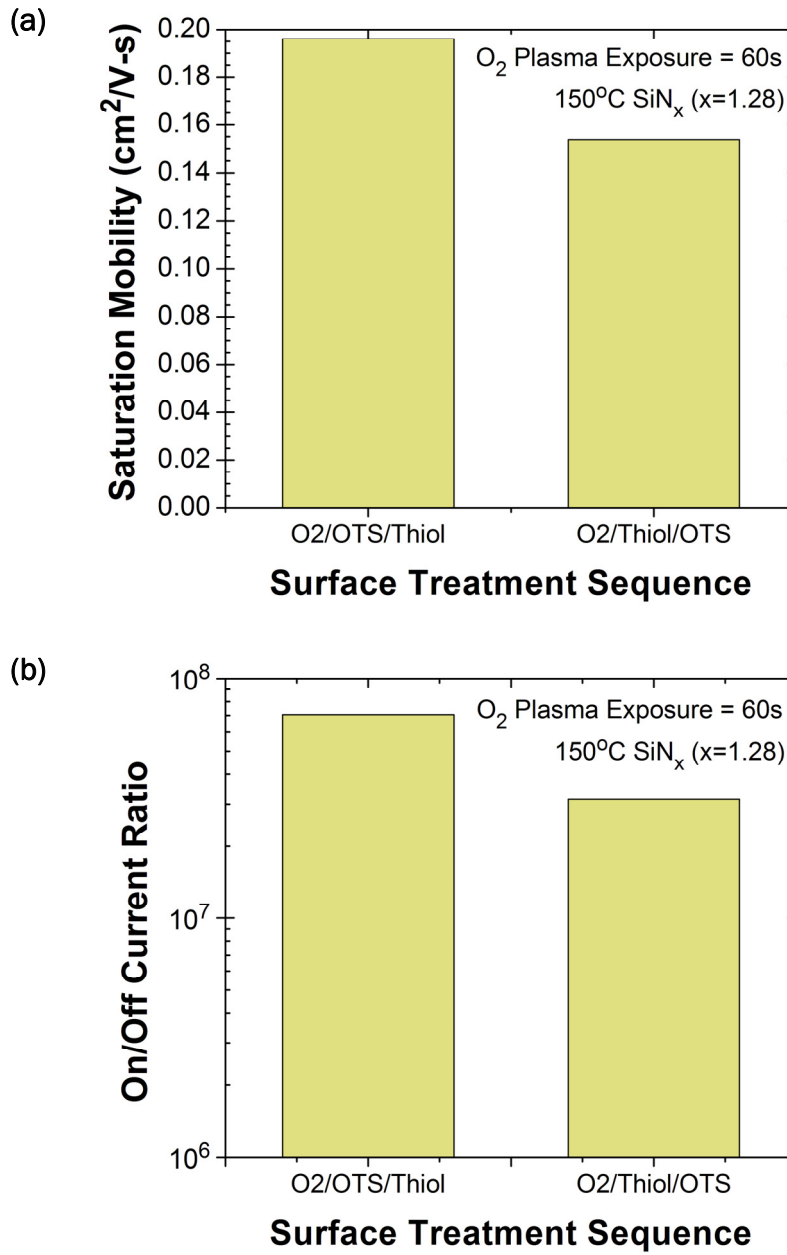 (a)
Saturation Mobility (cm²/V-s)
0.20
0.18
0.16
0.14
0.12
0.10
0.08
0.06
0.04
0.02
0.00
O₂ Plasma Exposure = 60s
150°C SiNₓ (x=1.28)
O2/OTS/Thiol
O2/Thiol/OTS
Surface Treatment Sequence
(b)
On/Off Current Ratio
10⁸
10⁷
10⁶
O₂ Plasma Exposure = 60s
150°C SiNₓ (x=1.28)
O2/OTS/Thiol
O2/Thiol/OTS
Surface Treatment Sequence